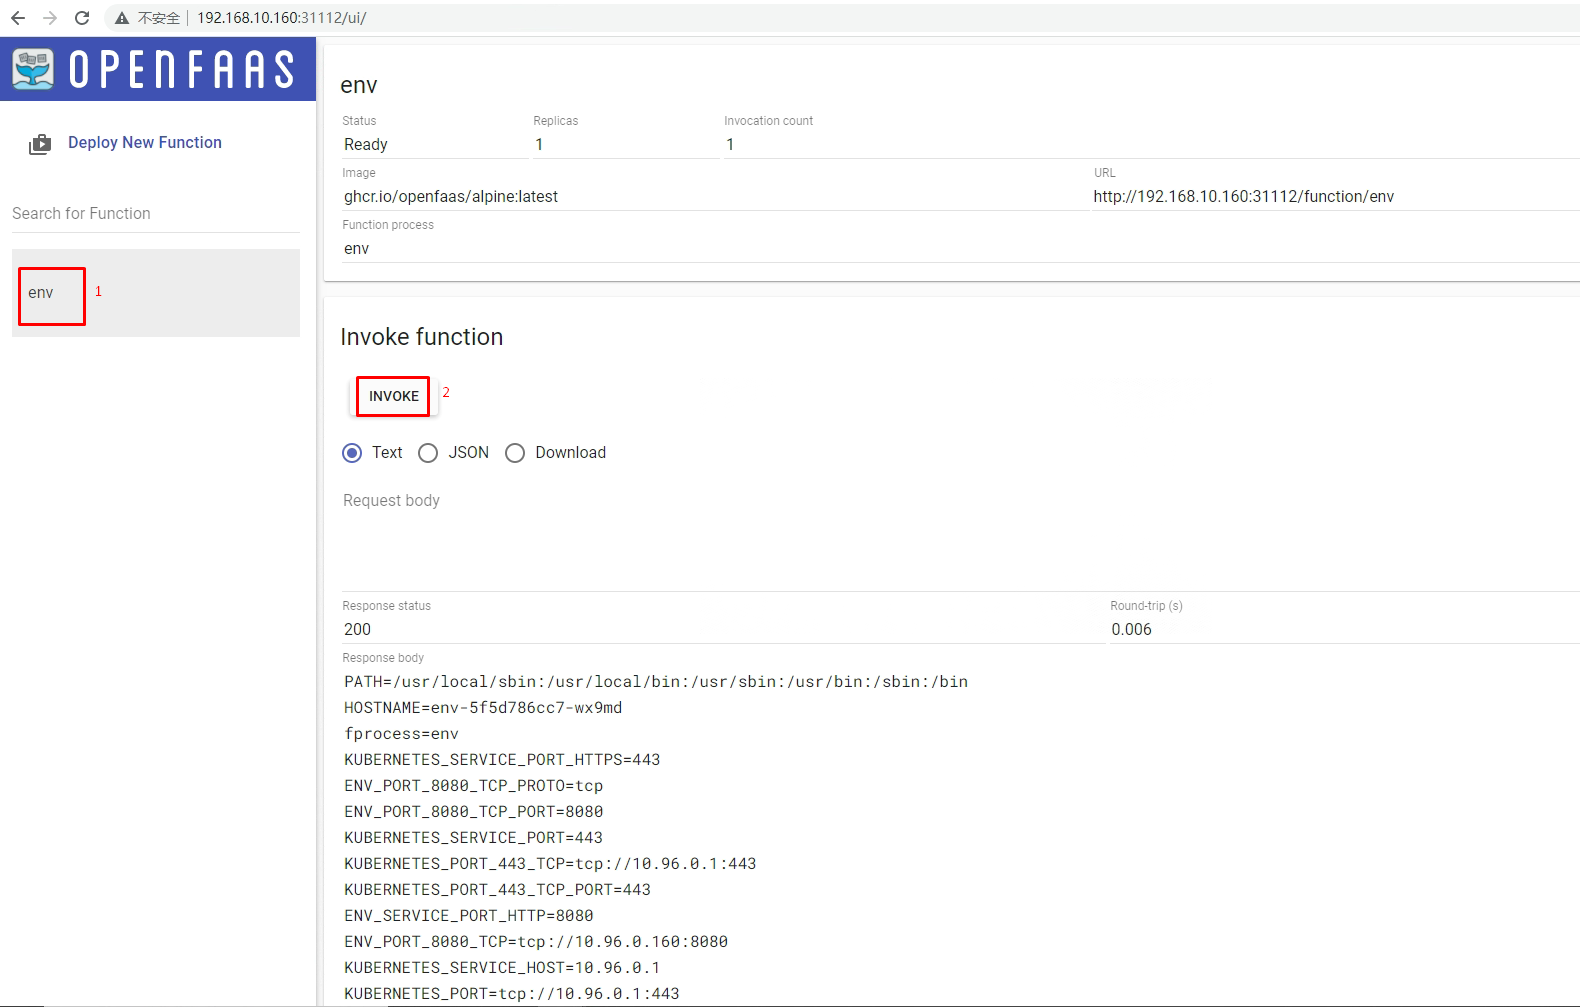 不安全 192.168.10.160:31112/ui/
OPENFAAS
Deploy New Function
Search for Function
env 1
env
Status Replicas Invocation count
Ready 1 1
Image URL
ghcr.io/openfaas/alpine:latest http://192.168.10.160:31112/function/env
Function process
env
Invoke function
INVOKE 2
Text JSON Download
Request body
Response status Round-trip (s)
200 0.006
Response body
PATH=/usr/local/sbin:/usr/local/bin:/usr/sbin:/usr/bin:/sbin:/bin
HOSTNAME=env-5f5d786cc7-wx9md
fprocess=env
KUBERNETES_SERVICE_PORT_HTTPS=443
ENV_PORT_8080_TCP_PROTO=tcp
ENV_PORT_8080_TCP_PORT=8080
KUBERNETES_SERVICE_PORT=443
KUBERNETES_PORT_443_TCP=tcp://10.96.0.1:443
KUBERNETES_PORT_443_TCP_PORT=443
ENV_SERVICE_PORT_HTTP=8080
ENV_PORT_8080_TCP=tcp://10.96.0.160:8080
KUBERNETES_SERVICE_HOST=10.96.0.1
KUBERNETES_PORT=tcp://10.96.0.1:443